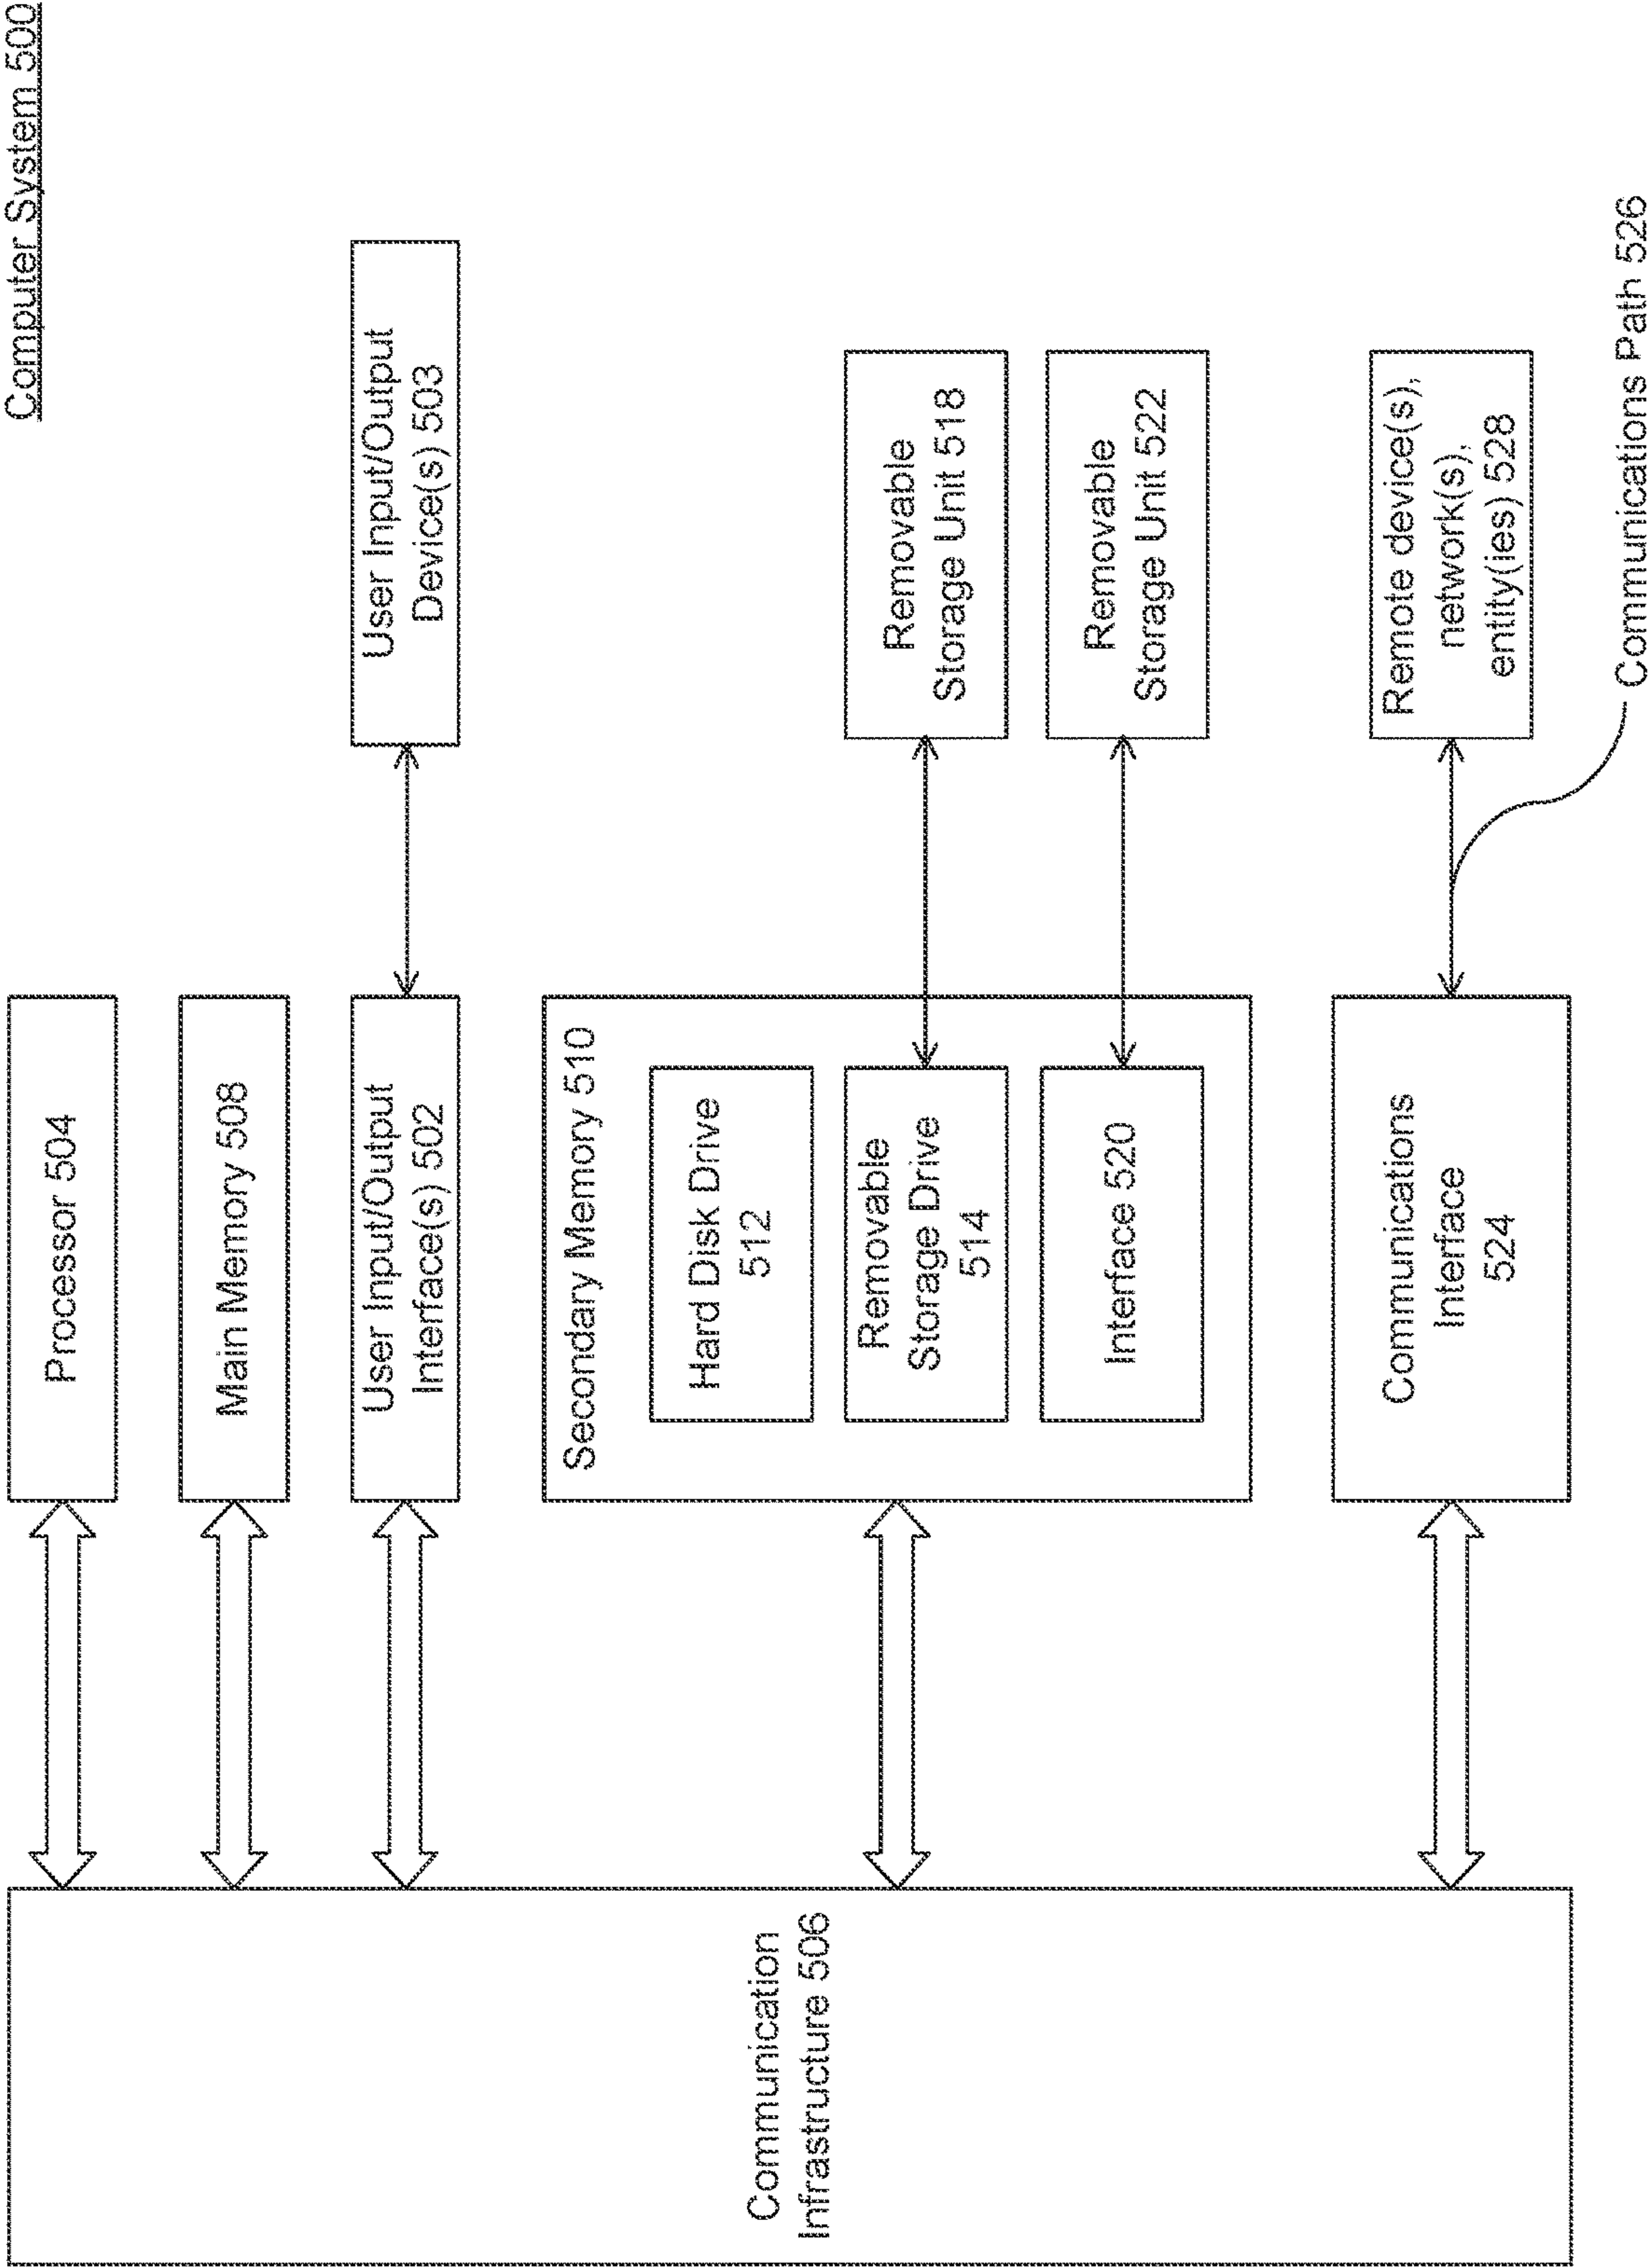 Computer System 500
Processor 504
Main Memory 508
User Input/Output
Interface(s) 502
User Input/Output
Device(s) 503
Secondary Memory 510
Hard Disk Drive
512
Removable
Storage Drive
514
Removable
Storage Unit 518
Interface 520
Removable
Storage Unit 522
Communications
Interface
524
Remote device(s),
network(s),
entity(ies) 528
Communications Path 526
Communication
Infrastructure 506